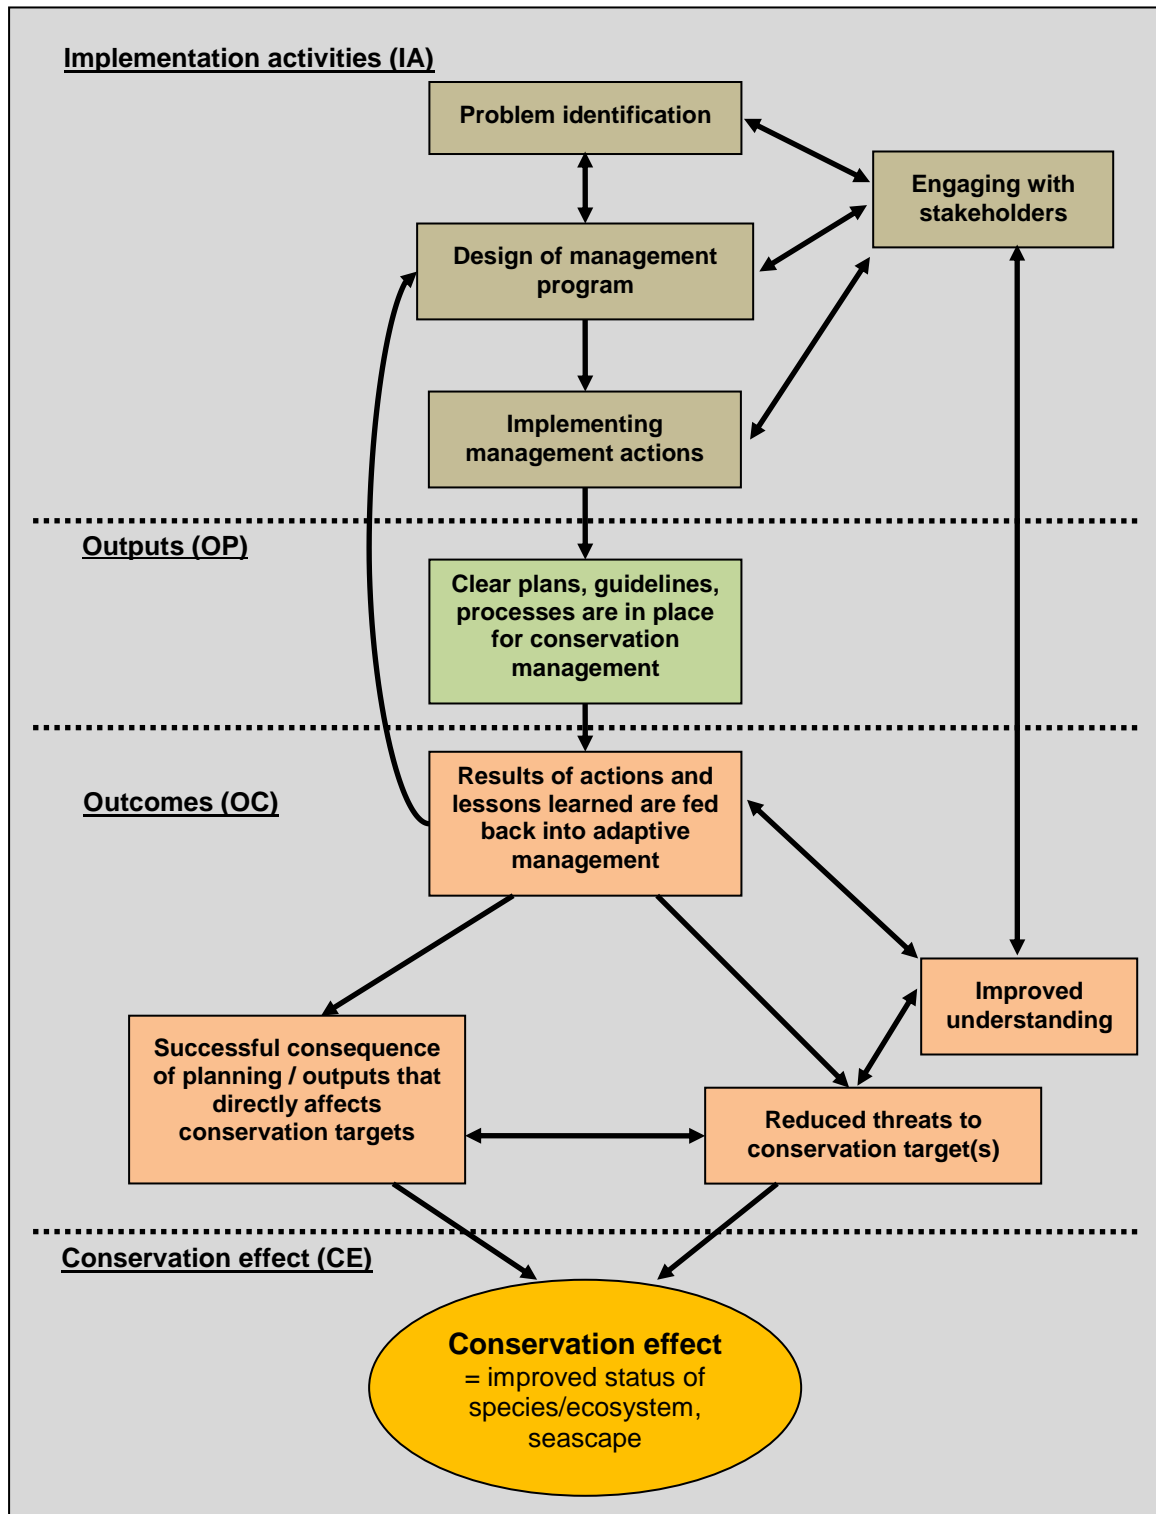 Implementation activities (IA)
Problem identification
Engaging with
stakeholders
Design of management
program
Implementing
management actions
Outputs (OP)
Clear plans, guidelines,
processes are in place
for conservation
management
Outcomes (OC)
Results of actions and
lessons learned are fed
back into adaptive
management
Improved
understanding
Successful consequence
of planning / outputs that
directly affects
conservation targets
Reduced threats to
conservation target(s)
Conservation effect (CE)
Conservation effect
= improved status of
species/ecosystem,
seascape